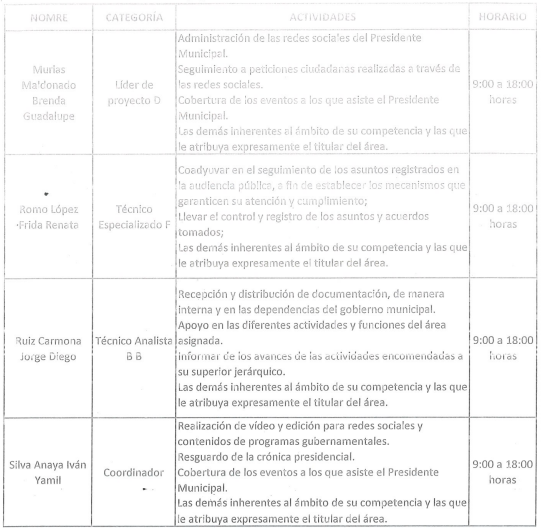 NOMBRE CATEGORÍA ACTIVIDADES HORARIO
Murias
Maldonado
Brenda
Guadalupe
Líder de
proyecto D
Administración de las redes sociales del Presidente
Municipal.
Seguimiento a peticiones ciudadanas realizadas a través de
las redes sociales.
Cobertura de los eventos a los que asiste el Presidente
Municipal.
Las demás inherentes al ámbito de su competencia y las que
le atribuya expresamente el titular del área.
9:00 a 18:00
horas
Romo López
Frida Renata
Técnico
Especializado F
Coadyuvar en el seguimiento de los asuntos registrados en
la audiencia pública, a fin de establecer los mecanismos que
garanticen su atención y cumplimiento;
Llevar el control y registro de los asuntos y acuerdos
tomados;
Las demás inherentes al ámbito de su competencia y las que
le atribuya expresamente el titular del área.
9:00 a 18:00
horas
Ruiz Carmona
Jorge Diego
Técnico Analista
B B
Recepción y distribución de documentación, de manera
interna y en las dependencias del gobierno municipal.
Apoyo en las diferentes actividades y funciones del área
asignada.
Informar de los avances de las actividades encomendadas a
su superior jerárquico.
Las demás inherentes al ámbito de su competencia y las que
le atribuya expresamente el titular del área.
9:00 a 18:00
horas
Silva Anaya Iván
Yamil
Coordinador
Realización de vídeo y edición para redes sociales y
contenidos de programas gubernamentales.
Resguardo de la crónica presidencial.
Cobertura de los eventos a los que asiste el Presidente
Municipal.
Las demás inherentes al ámbito de su competencia y las que
le atribuya expresamente el titular del área.
9:00 a 18:00
horas